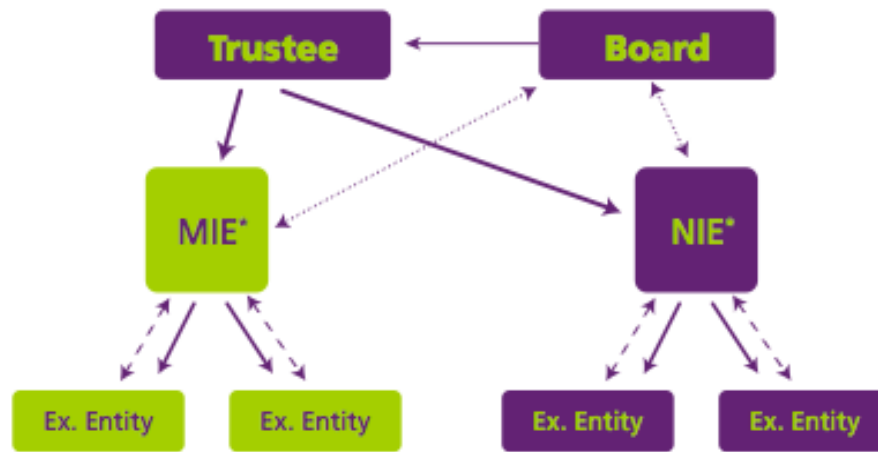 Trustee
Board
MIE*
NIE*
Ex. Entity
Ex. Entity
Ex. Entity
Ex. Entity